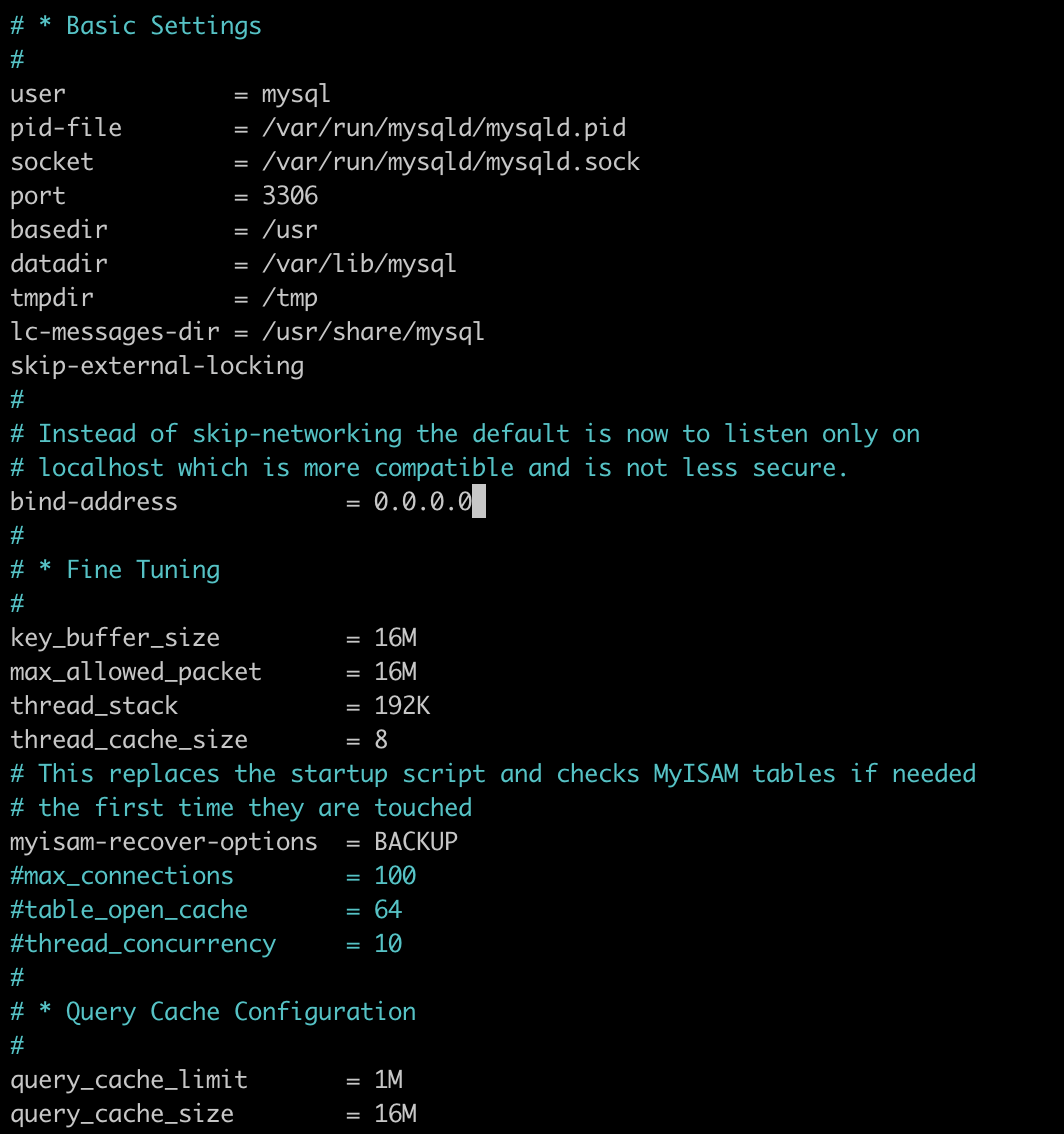 # * Basic Settings
#
user            = mysql
pid-file        = /var/run/mysqld/mysqld.pid
socket          = /var/run/mysqld/mysqld.sock
port            = 3306
basedir         = /usr
datadir         = /var/lib/mysql
tmpdir          = /tmp
lc-messages-dir = /usr/share/mysql
skip-external-locking
#
# Instead of skip-networking the default is now to listen only on
# localhost which is more compatible and is not less secure.
bind-address            = 0.0.0.0
#
# * Fine Tuning
#
key_buffer_size         = 16M
max_allowed_packet      = 16M
thread_stack            = 192K
thread_cache_size       = 8
# This replaces the startup script and checks MyISAM tables if needed
# the first time they are touched
myisam-recover-options  = BACKUP
#max_connections        = 100
#table_open_cache       = 64
#thread_concurrency     = 10
#
# * Query Cache Configuration
#
query_cache_limit       = 1M
query_cache_size        = 16M